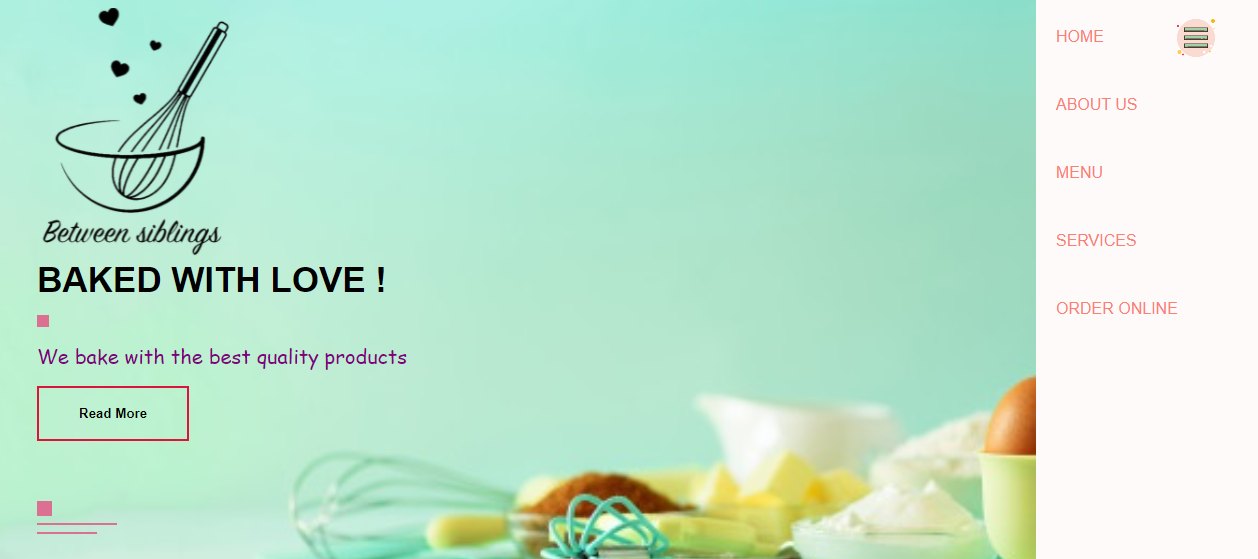 Between siblings
BAKED WITH LOVE !
We bake with the best quality products
Read More
HOME
ABOUT US
MENU
SERVICES
ORDER ONLINE